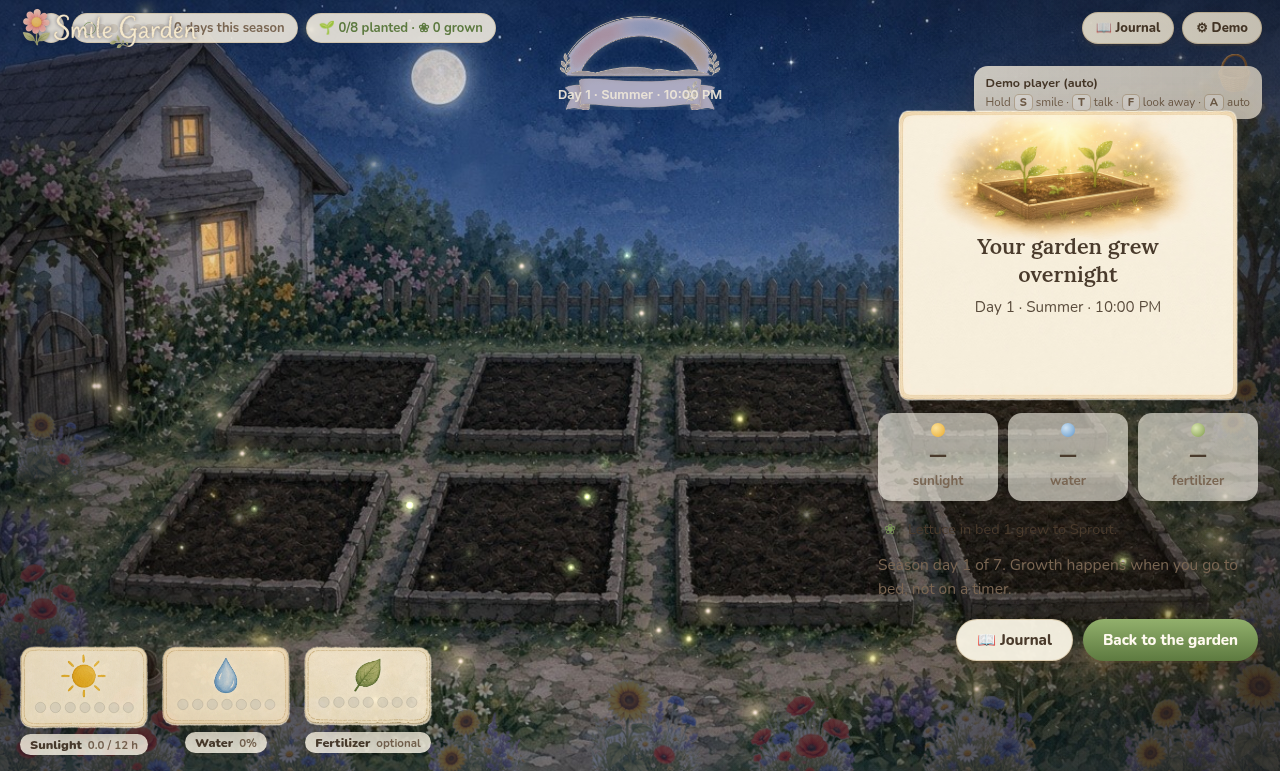 Smile Garden
days this season
🌱 0/8 planted · ❀ 0 grown
Day 1 · Summer · 10:00 PM
📖 Journal
⚙ Demo
Demo player (auto)
Hold S smile · T talk · F look away · A auto
Your garden grew
overnight
Day 1 · Summer · 10:00 PM
— sunlight
— water
— fertilizer
in bed 1 grew to Sprout.
Season day 1 of 7. Growth happens when you go to
bed, not on a timer.
📖 Journal
Back to the garden
Sunlight 0.0 / 12 h
Water 0%
Fertilizer optional